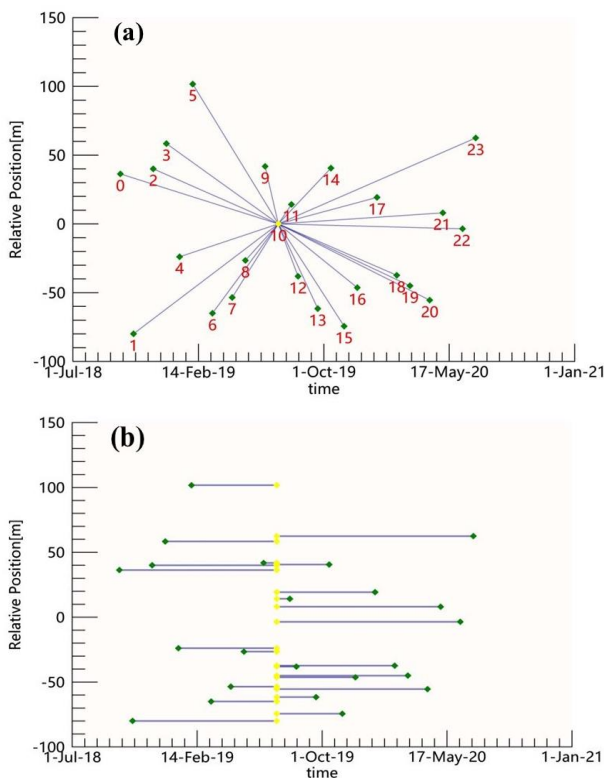 (a)
150
100
50
0
-50
-100
Relative Position[m]
5
3
2
0
9
14
23
11
17
10
21
22
4
8
12
18
19
16
20
7
6
13
15
1
1-Jul-18
14-Feb-19
1-Oct-19
17-May-20
1-Jan-21
time
(b)
150
100
50
0
-50
-100
Relative Position[m]
1-Jul-18
14-Feb-19
1-Oct-19
17-May-20
1-Jan-21
time